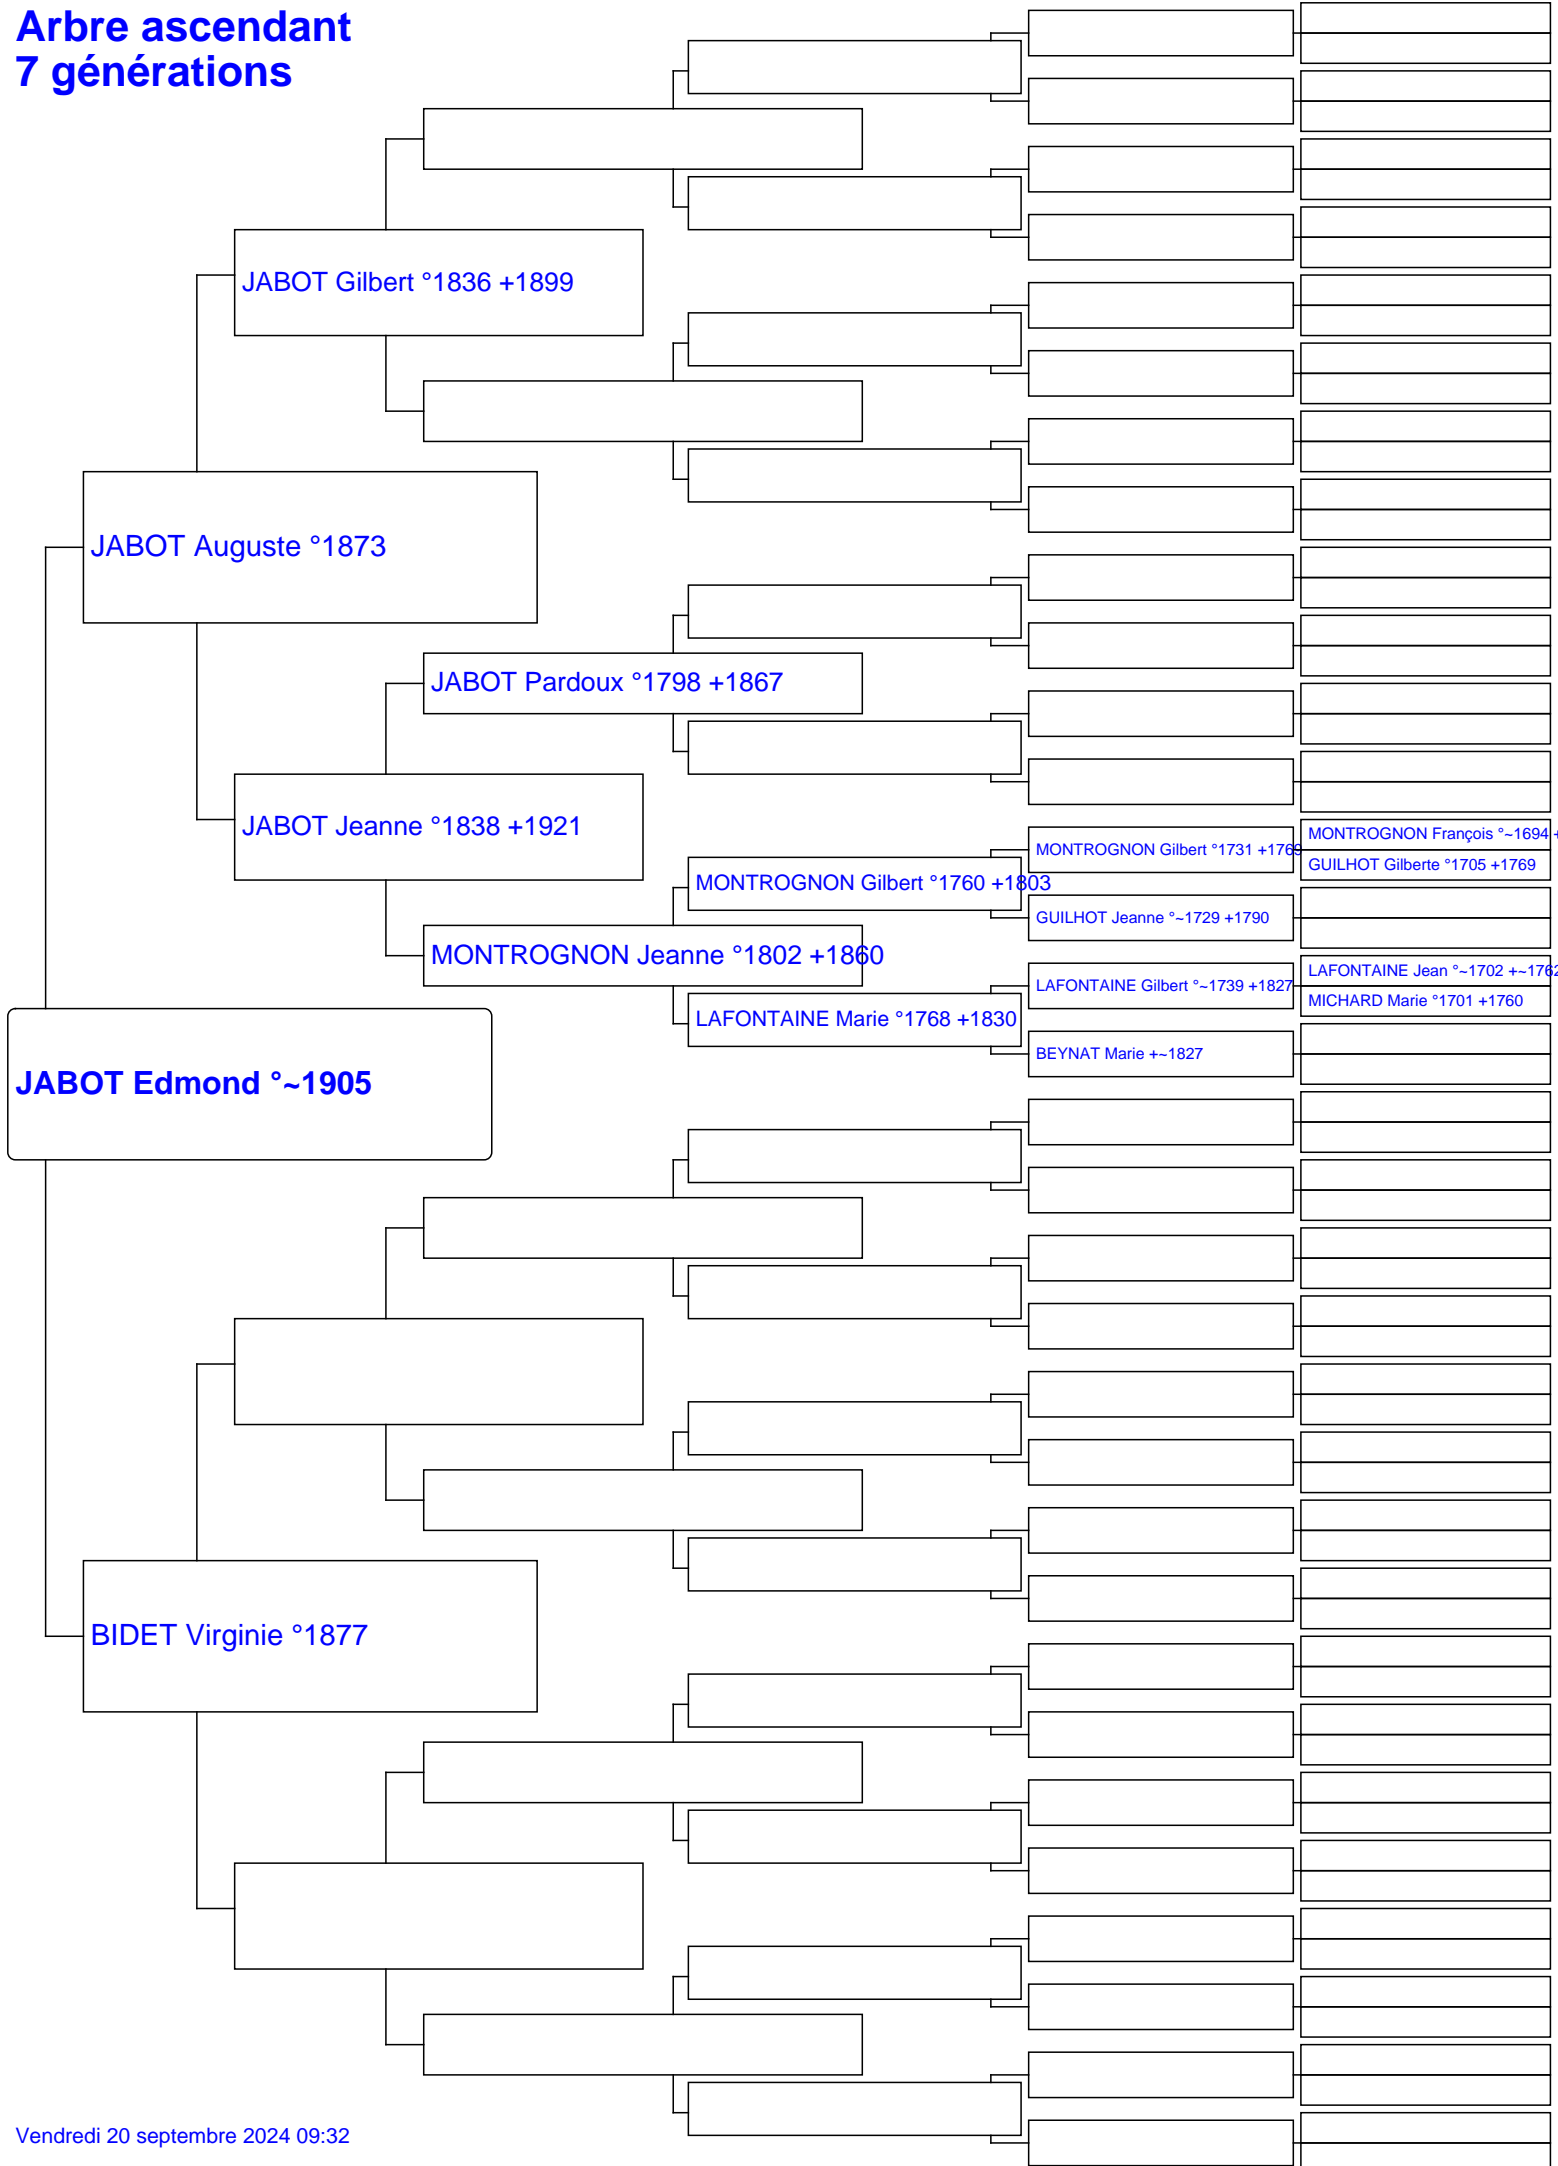 Arbre ascendant
7 générations
JABOT Gilbert °1836 +1899
JABOT Auguste °1873
JABOT Pardoux °1798 +1867
JABOT Jeanne °1838 +1921
MONTROGNON François °~1694 +
MONTROGNON Gilbert °1731 +1769
GUILHOT Gilberte °1705 +1769
MONTROGNON Gilbert °1760 +1803
GUILHOT Jeanne °~1729 +1790
MONTROGNON Jeanne °1802 +1860
LAFONTAINE Jean °~1702 +~1762
LAFONTAINE Gilbert °~1739 +1827
MICHARD Marie °1701 +1760
LAFONTAINE Marie °1768 +1830
BEYNAT Marie +~1827
JABOT Edmond °~1905
BIDET Virginie °1877
Vendredi 20 septembre 2024 09:32